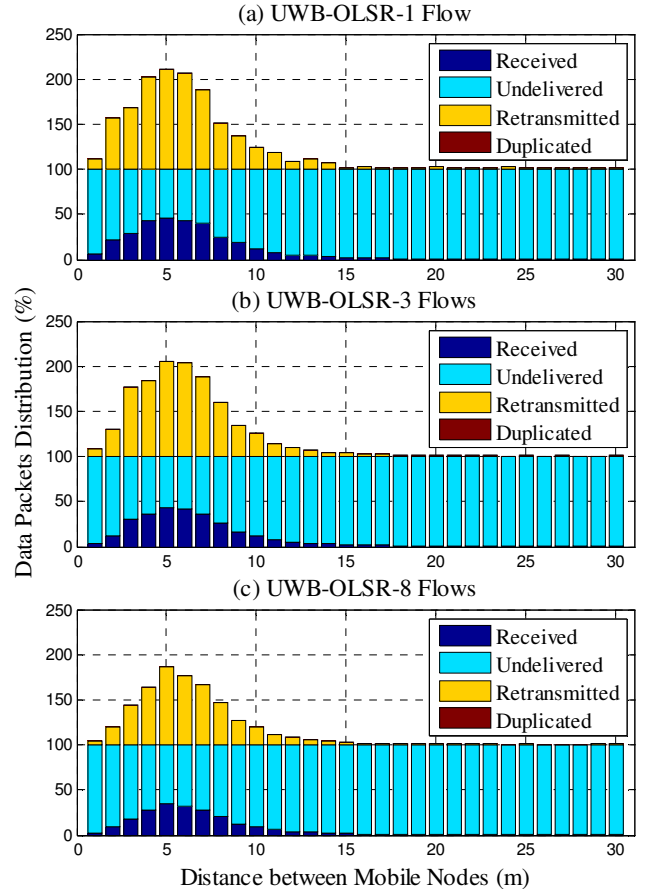 (a) UWB-OLSR-1 Flow
250
200
150
100
50
0
0 5 10 15 20 25 30
Received
Undelivered
Retransmitted
Duplicated
(b) UWB-OLSR-3 Flows
250
200
150
100
50
0
0 5 10 15 20 25 30
Received
Undelivered
Retransmitted
Duplicated
(c) UWB-OLSR-8 Flows
250
200
150
100
50
0
0 5 10 15 20 25 30
Received
Undelivered
Retransmitted
Duplicated
Data Packets Distribution (%)
Distance between Mobile Nodes (m)